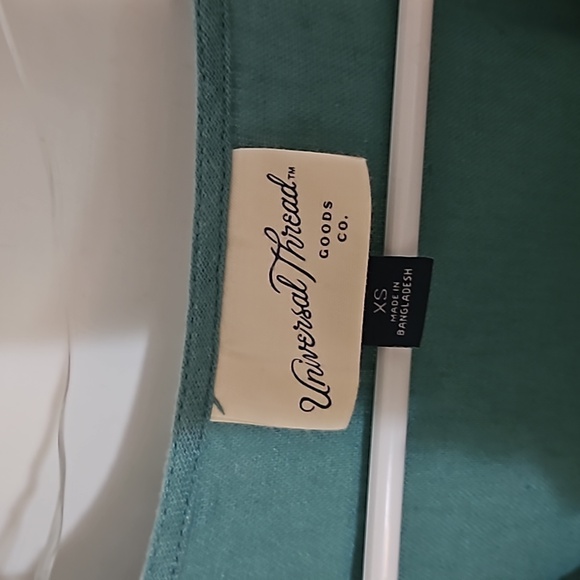 Universal Thread™
GOODS
CO.
XS
MADE IN
BANGLADESH